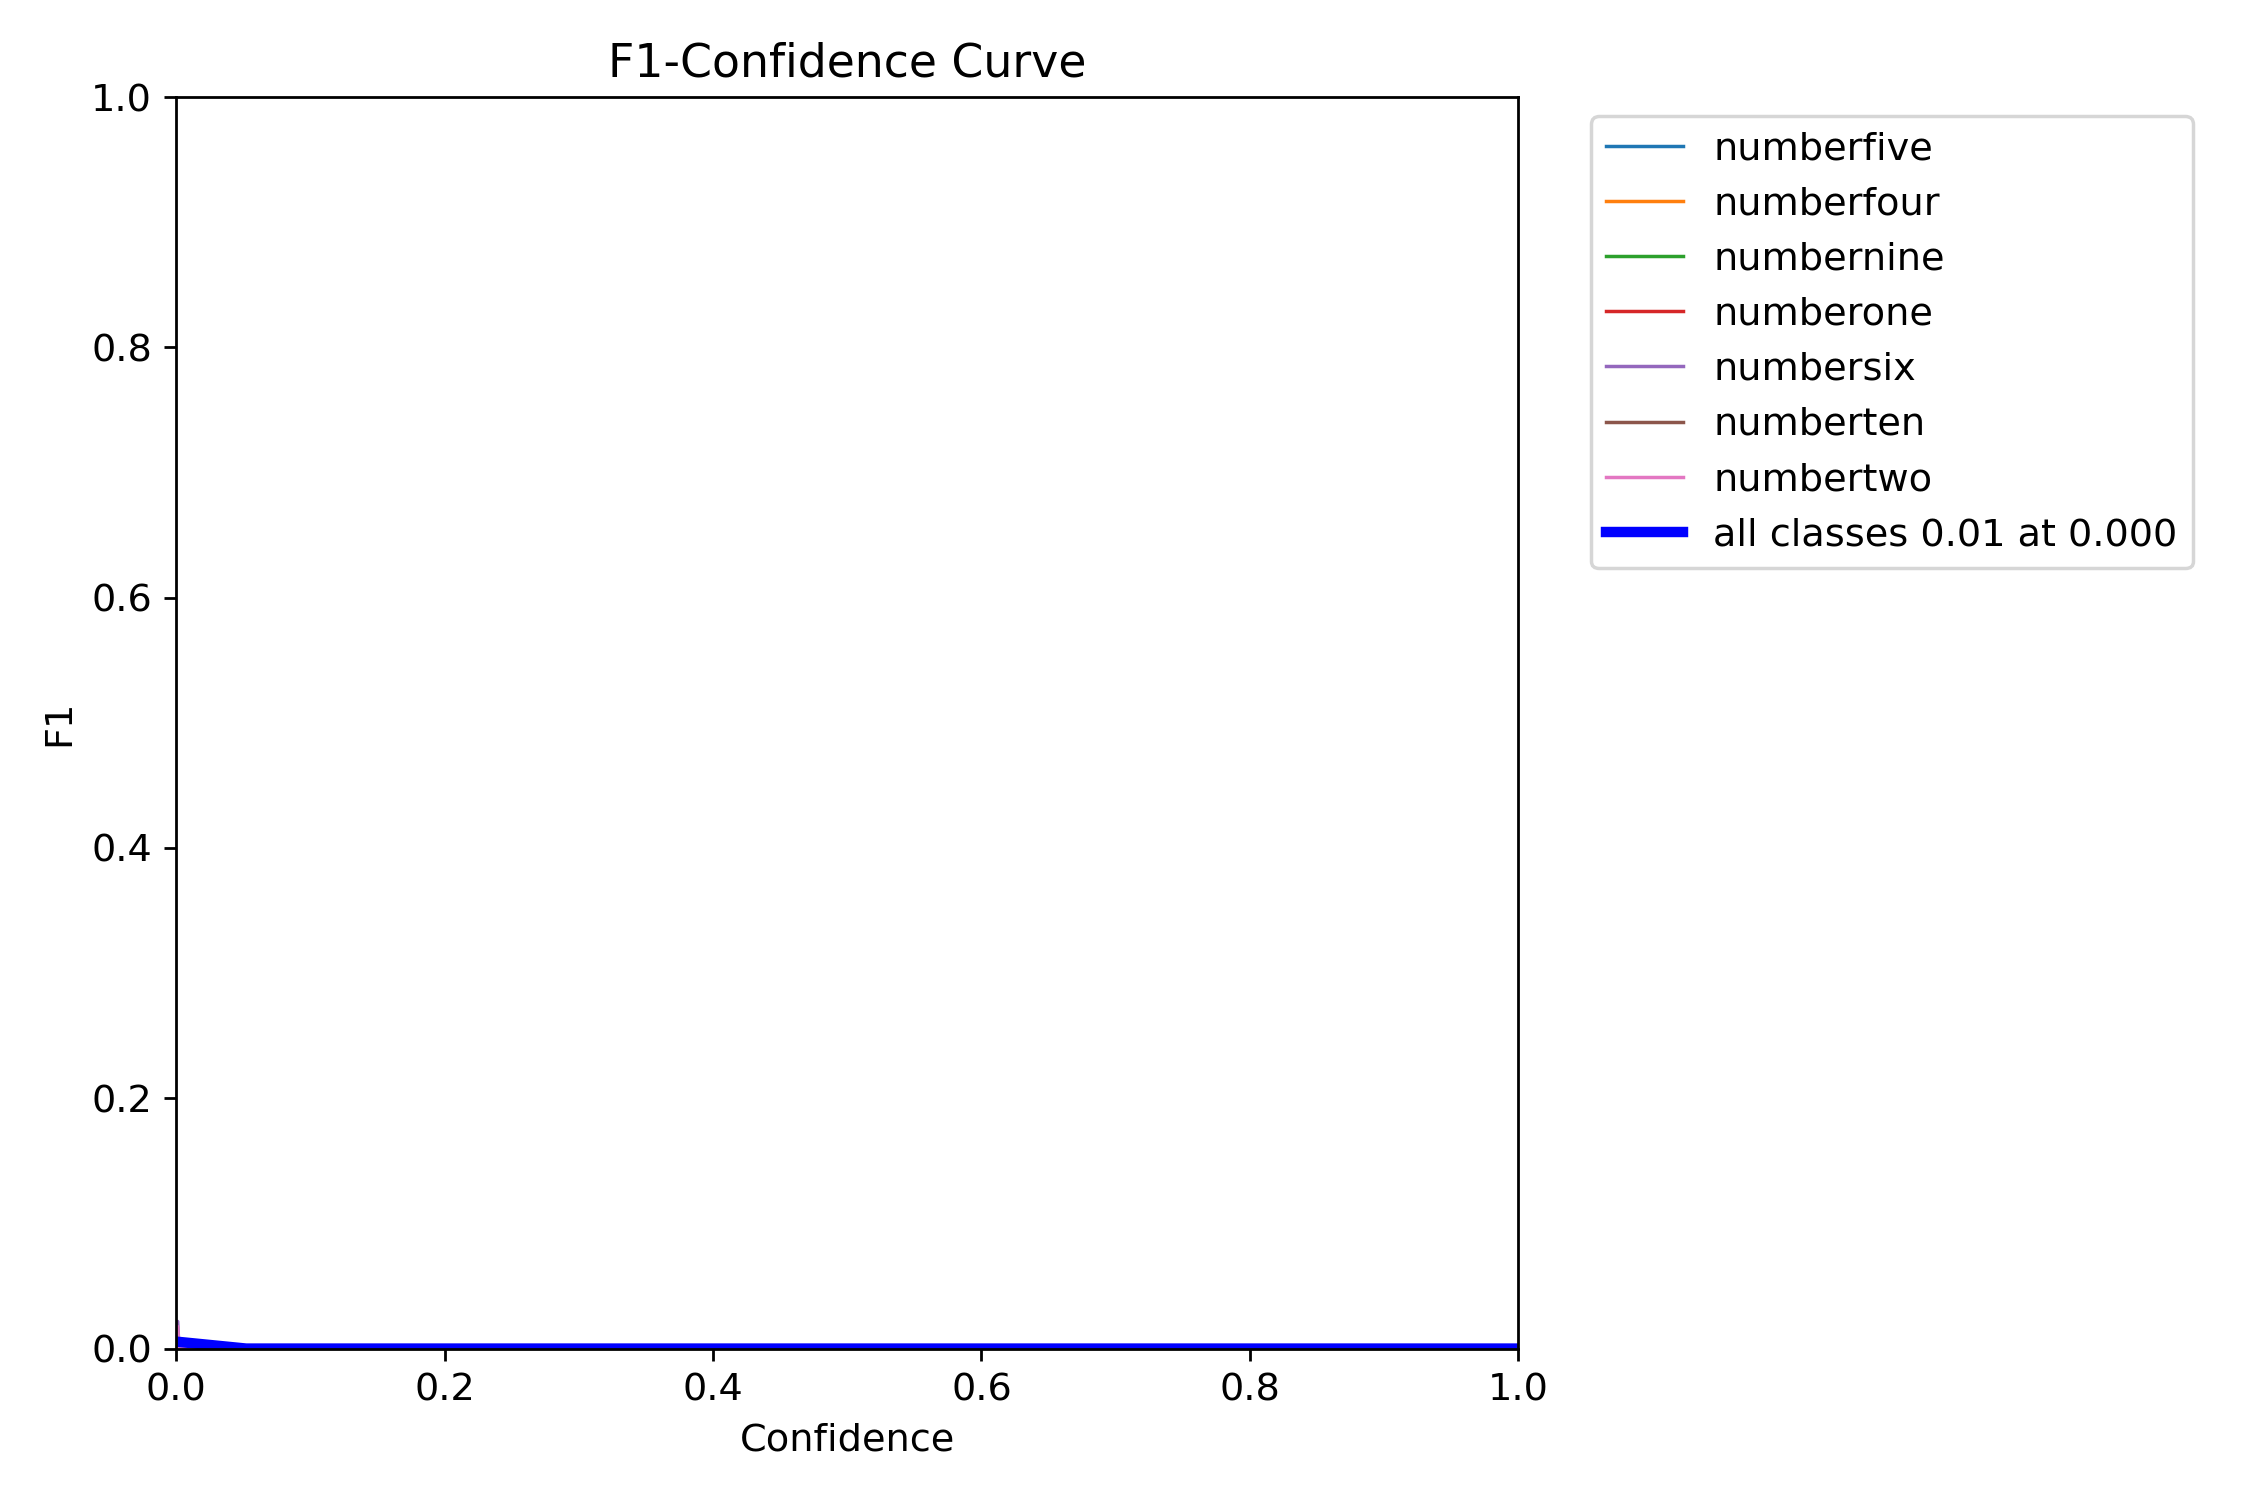 F1-Confidence Curve
1.0
0.8
0.6
0.4
0.2
0.0
F1
0.0 0.2 0.4 0.6 0.8 1.0
Confidence
numberfive
numberfour
numbernine
numberone
numbersix
numberten
numbertwo
all classes 0.01 at 0.000